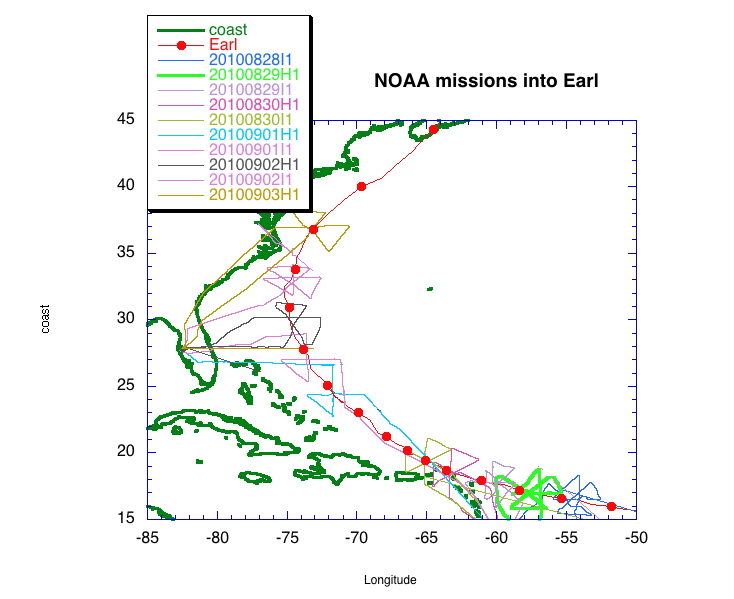 coast
Earl
20100828I1
20100829H1
20100829I1
20100830H1
20100830I1
20100901H1
20100901I1
20100902H1
20100902I1
20100903H1
NOAA missions into Earl
45
40
35
30
25
20
15
coast
-85 -80 -75 -70 -65 -60 -55 -50
Longitude